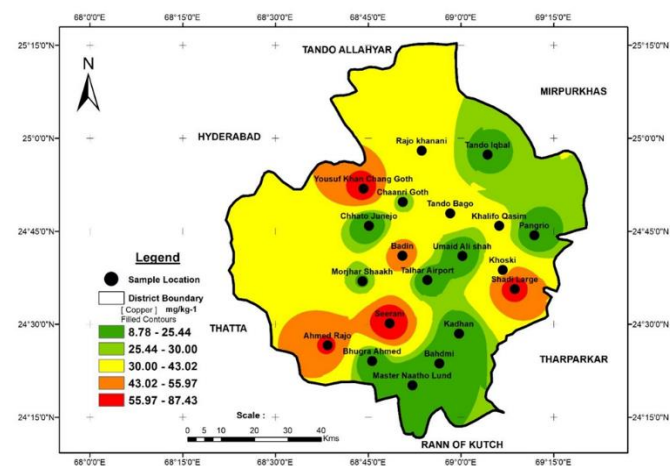 68°0'0"E 68°15'0"E 68°30'0"E 68°45'0"E 69°0'0"E 69°15'0"E
25°15'0"N 25°15'0"N
TANDO ALLAHYAR
N
MIRPURKHAS
25°0'0"N 25°0'0"N
HYDERABAD
Rajo khanani
Tando Iqbal
Yousuf Khan Chang Goth
Chaanri Goth
Tando Bago
Chhato Junejo
Khalifo Qasim
Pangrio
24°45'0"N 24°45'0"N
Badin
Umaid Ali shah
Khoski
Morjhar Shaakh
Talhar Airport
Legend
Sample Location
District Boundary
[ Copper ] mg/kg-1
Filled Contours
8.78 - 25.44
25.44 - 30.00
30.00 - 43.02
43.02 - 55.97
55.97 - 87.43
THATTA
24°30'0"N 24°30'0"N
Seerani
Kadhan
Ahmed Rajo
THARPARKAR
Bhugra Ahmed
Bahdmi
Master Naatho Lund
24°15'0"N 24°15'0"N
Scale :
0 5 10 20 30 40
Kms
RANN OF KUTCH
68°0'0"E 68°15'0"E 68°30'0"E 68°45'0"E 69°0'0"E 69°15'0"E